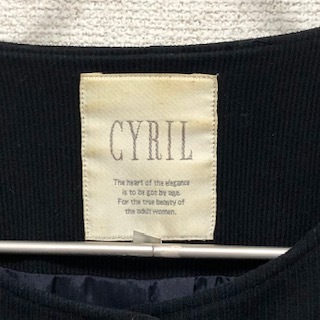 CYRIL
The heart of the elegance
is to be got by age.
For the true beauty of
the adult women.